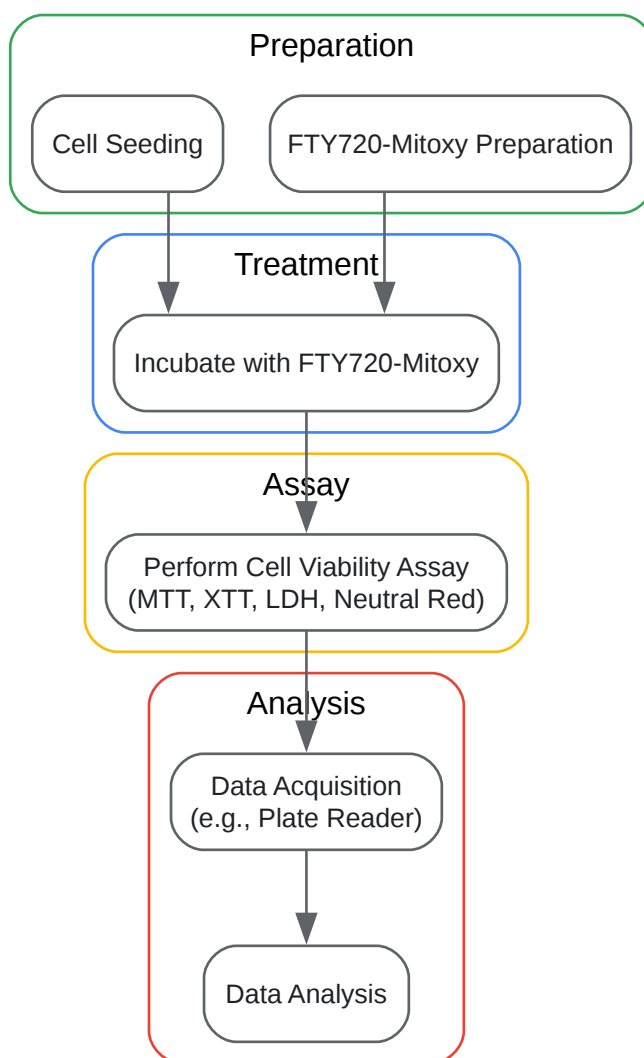 Preparation
Cell Seeding
FTY720-Mitoxy Preparation
Treatment
Incubate with FTY720-Mitoxy
Assay
Perform Cell Viability Assay
(MTT, XTT, LDH, Neutral Red)
Analysis
Data Acquisition
(e.g., Plate Reader)
Data Analysis